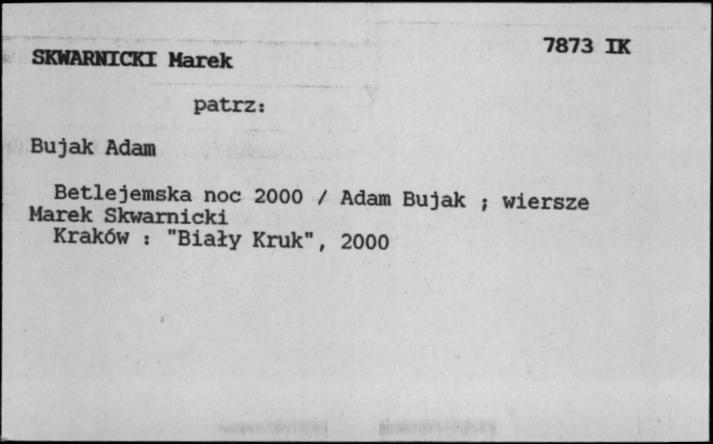 7873 IK
SKWARNICKI Marek
patrz:
Bujak Adam
Betlejemska noc 2000 / Adam Bujak ; wiersze
Marek Skwarnicki
Kraków : "Biały Kruk", 2000